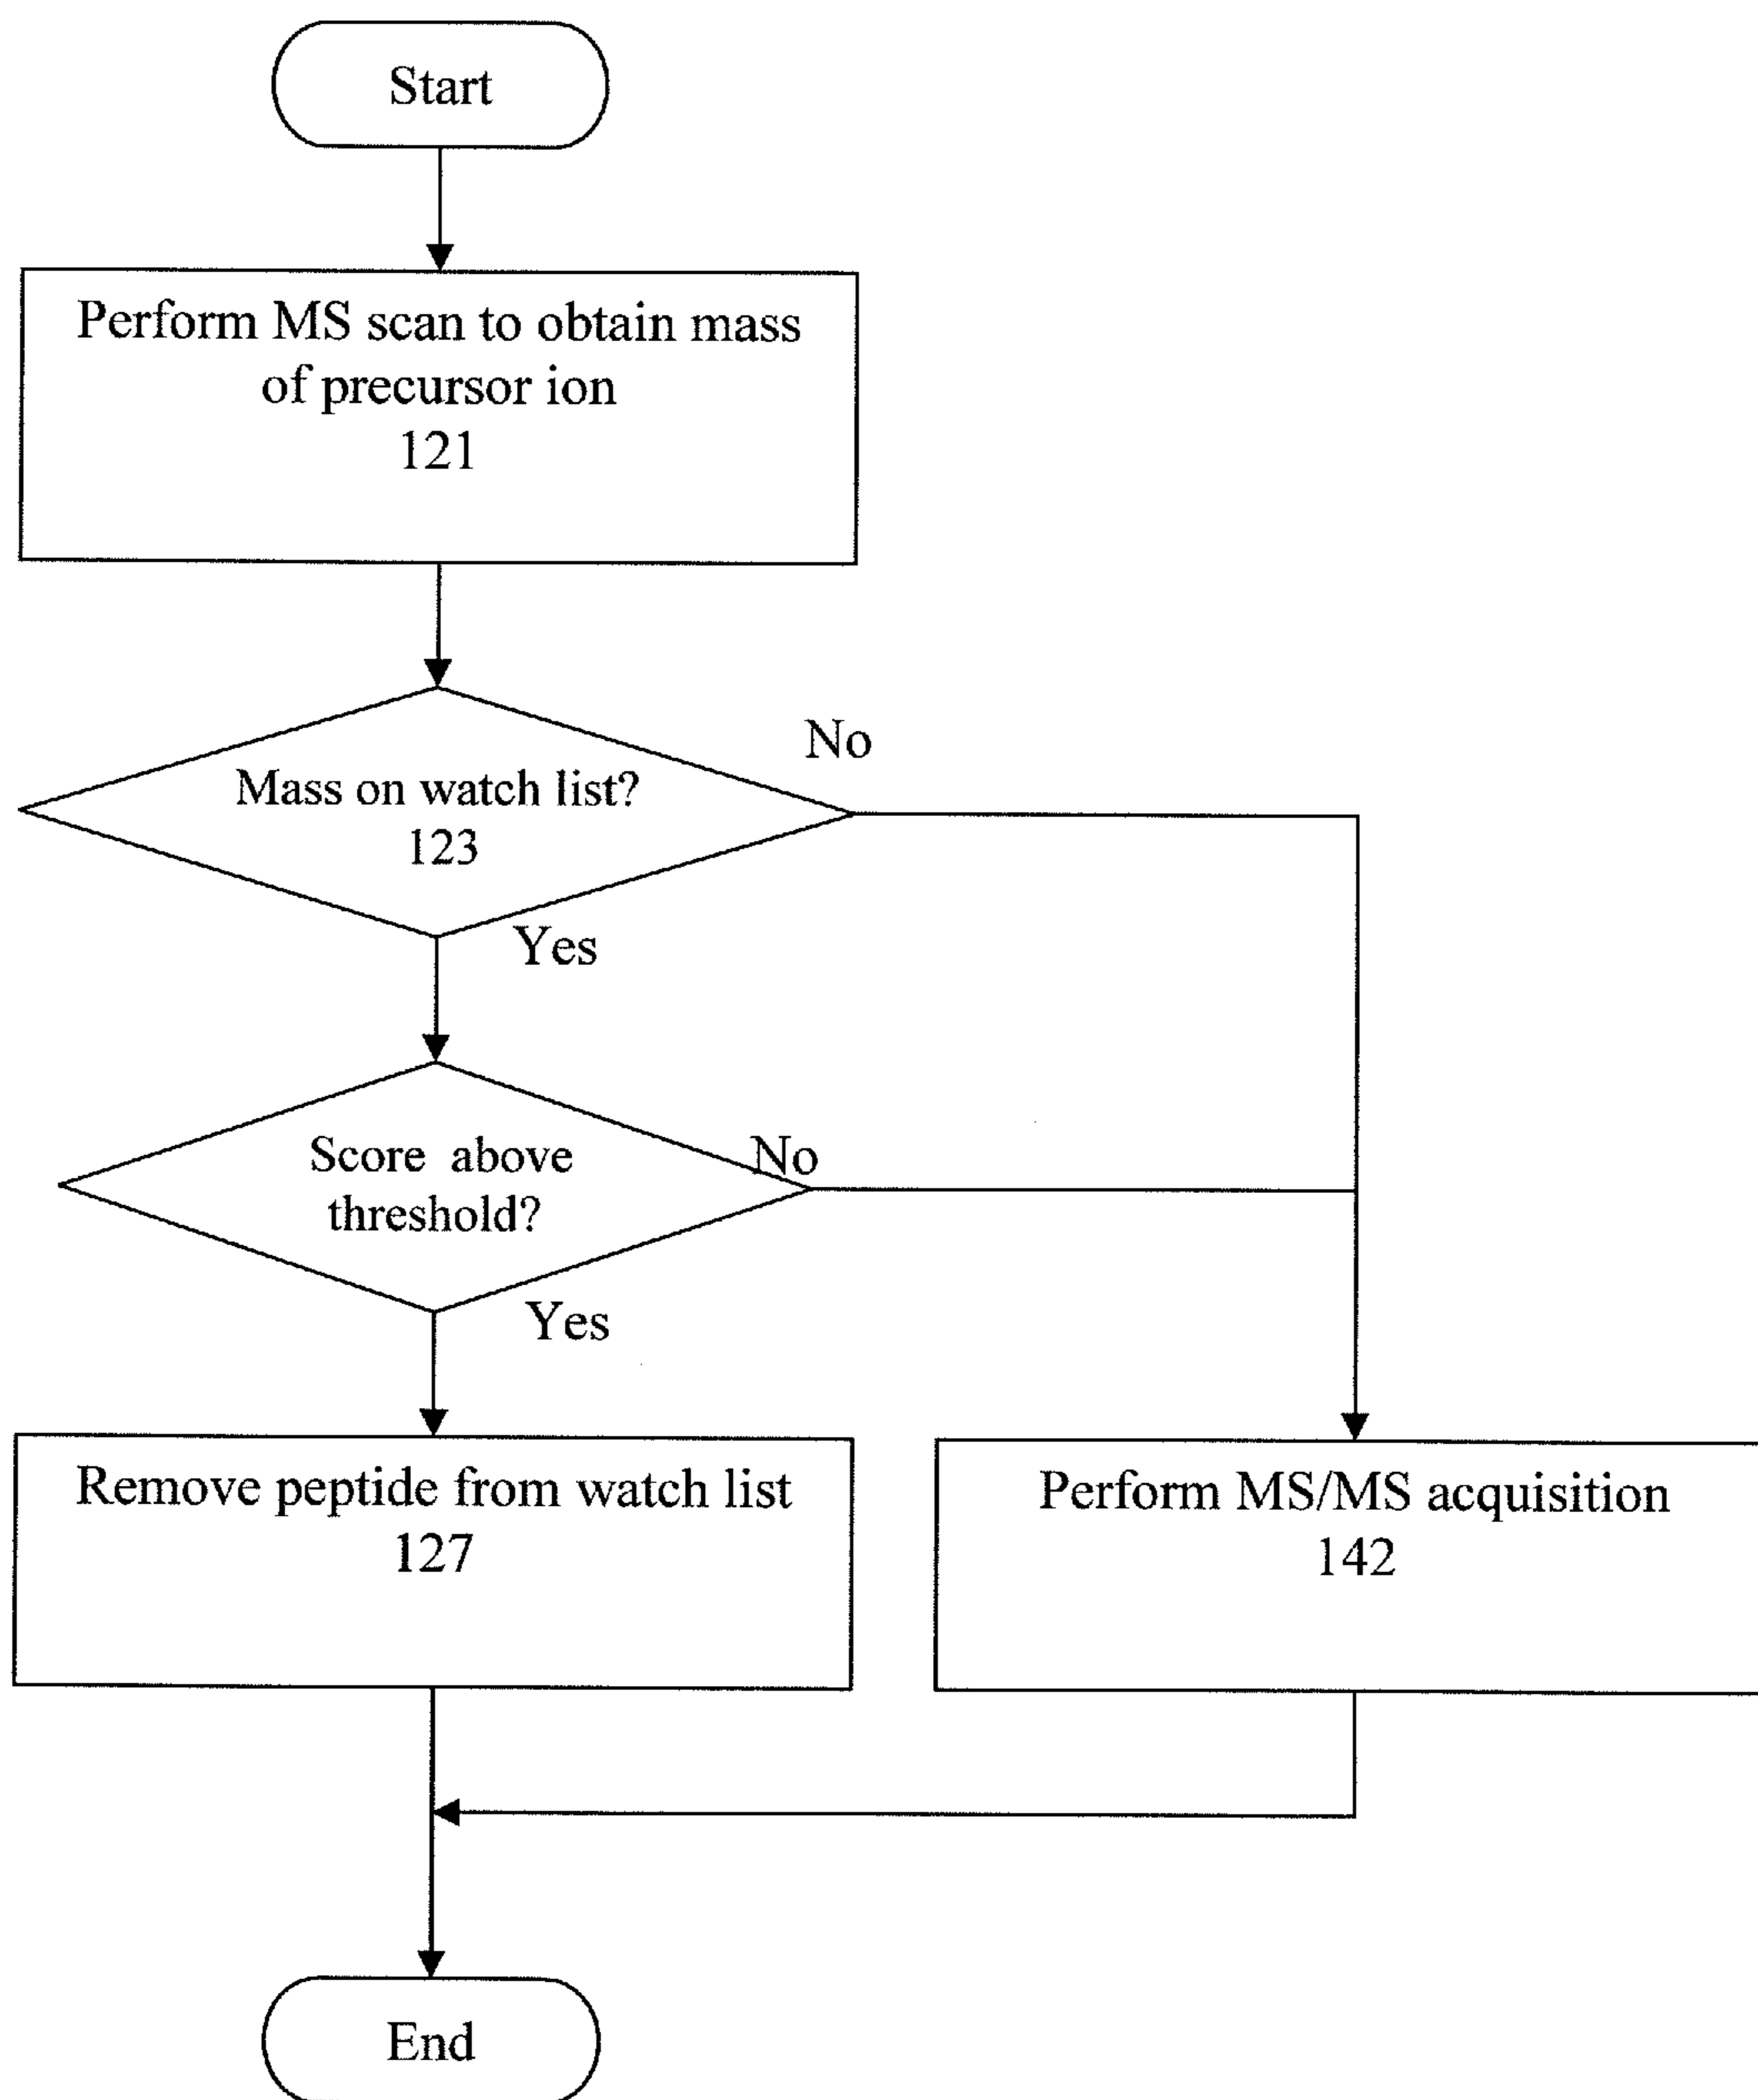 Start
Perform MS scan to obtain mass
of precursor ion
121
No
Mass on watch list?
123
Yes
Score above
threshold?
No
Yes
Remove peptide from watch list
127
Perform MS/MS acquisition
142
End